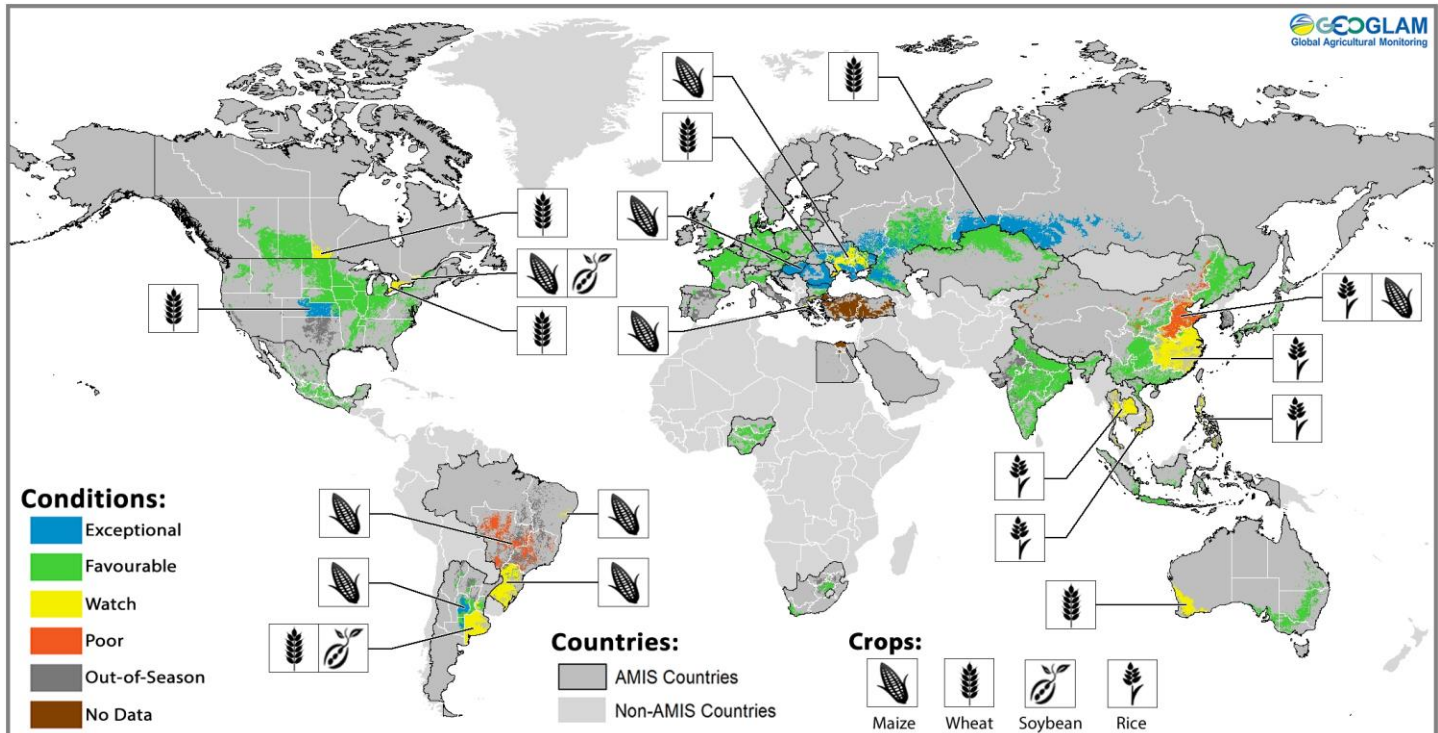 GEOGLAM
Global Agricultural Monitoring
Conditions:
Exceptional
Favourable
Watch
Poor
Out-of-Season
No Data
Countries:
AMIS Countries
Non-AMIS Countries
Crops:
Maize
Wheat
Soybean
Rice